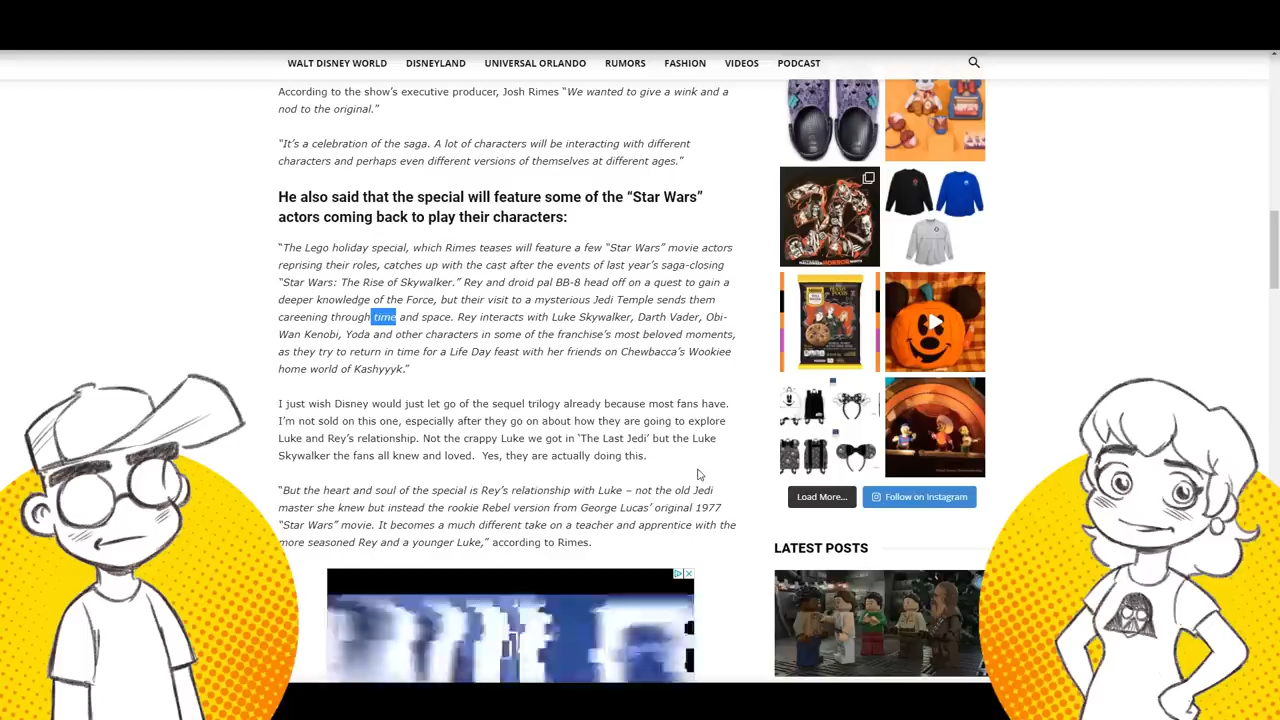 WALT DISNEY WORLD DISNEYLAND UNIVERSAL ORLANDO RUMORS FASHION VIDEOS PODCAST
According to the show’s executive producer, Josh Rimes “We wanted to give a wink and a
nod to the original.”
“It’s a celebration of the saga. A lot of characters will be interacting with different
characters and perhaps even different versions of themselves at different ages.”
He also said that the special will feature some of the “Star Wars”
actors coming back to play their characters:
“The Lego holiday special, which Rimes teases will feature a few “Star Wars” movie actors
reprising their roles, catches up with the cast after the events of last year’s saga-closing
“Star Wars: The Rise of Skywalker.” Rey and droid pal BB-8 head off on a quest to gain a
deeper knowledge of the Force, but their visit to a mysterious Jedi Temple sends them
careening through time and space. Rey interacts with Luke Skywalker, Darth Vader, Obi-
Wan Kenobi, Yoda and other characters in some of the franchise’s most beloved moments,
as they try to return in time for a Life Day feast with her friends on Chewbacca’s Wookiee
home world of Kashyyyk.”
I just wish Disney would just let go of the sequel trilogy already because most fans have.
I’m not sold on this one, especially after they go on about how they are going to explore
Luke and Rey’s relationship. Not the crappy Luke we got in ‘The Last Jedi’ but the Luke
Skywalker the fans all knew and loved.  Yes, they are actually doing this.
“But the heart and soul of the special is Rey’s relationship with Luke – not the old Jedi
master she knew but instead the rookie Rebel version from George Lucas’ original 1977
“Star Wars” movie. It becomes a much different take on a teacher and apprentice with the
more seasoned Rey and a younger Luke,” according to Rimes.
Load More...
Follow on Instagram
LATEST POSTS